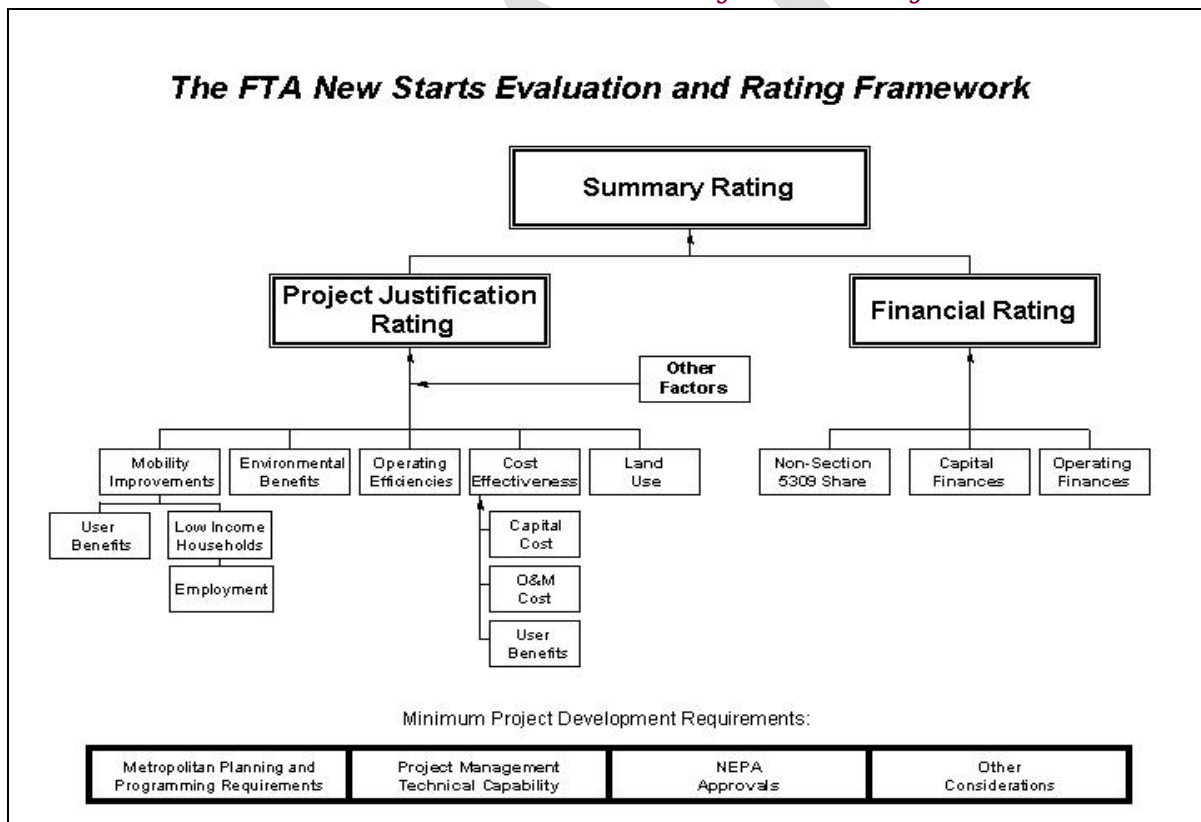 The FTA New Starts Evaluation and Rating Framework
Summary Rating
Project Justification
Rating
Financial Rating
Other
Factors
Mobility
Improvements
Environmental
Benefits
Operating
Efficiencies
Cost
Effectiveness
Land
Use
Non-Section
5309 Share
Capital
Finances
Operating
Finances
User
Benefits
Low Income
Households
Employment
Capital
Cost
O&M
Cost
User
Benefits
Minimum Project Development Requirements:
Metropolitan Planning and
Programming Requirements
Project Management
Technical Capability
NEPA
Approvals
Other
Considerations